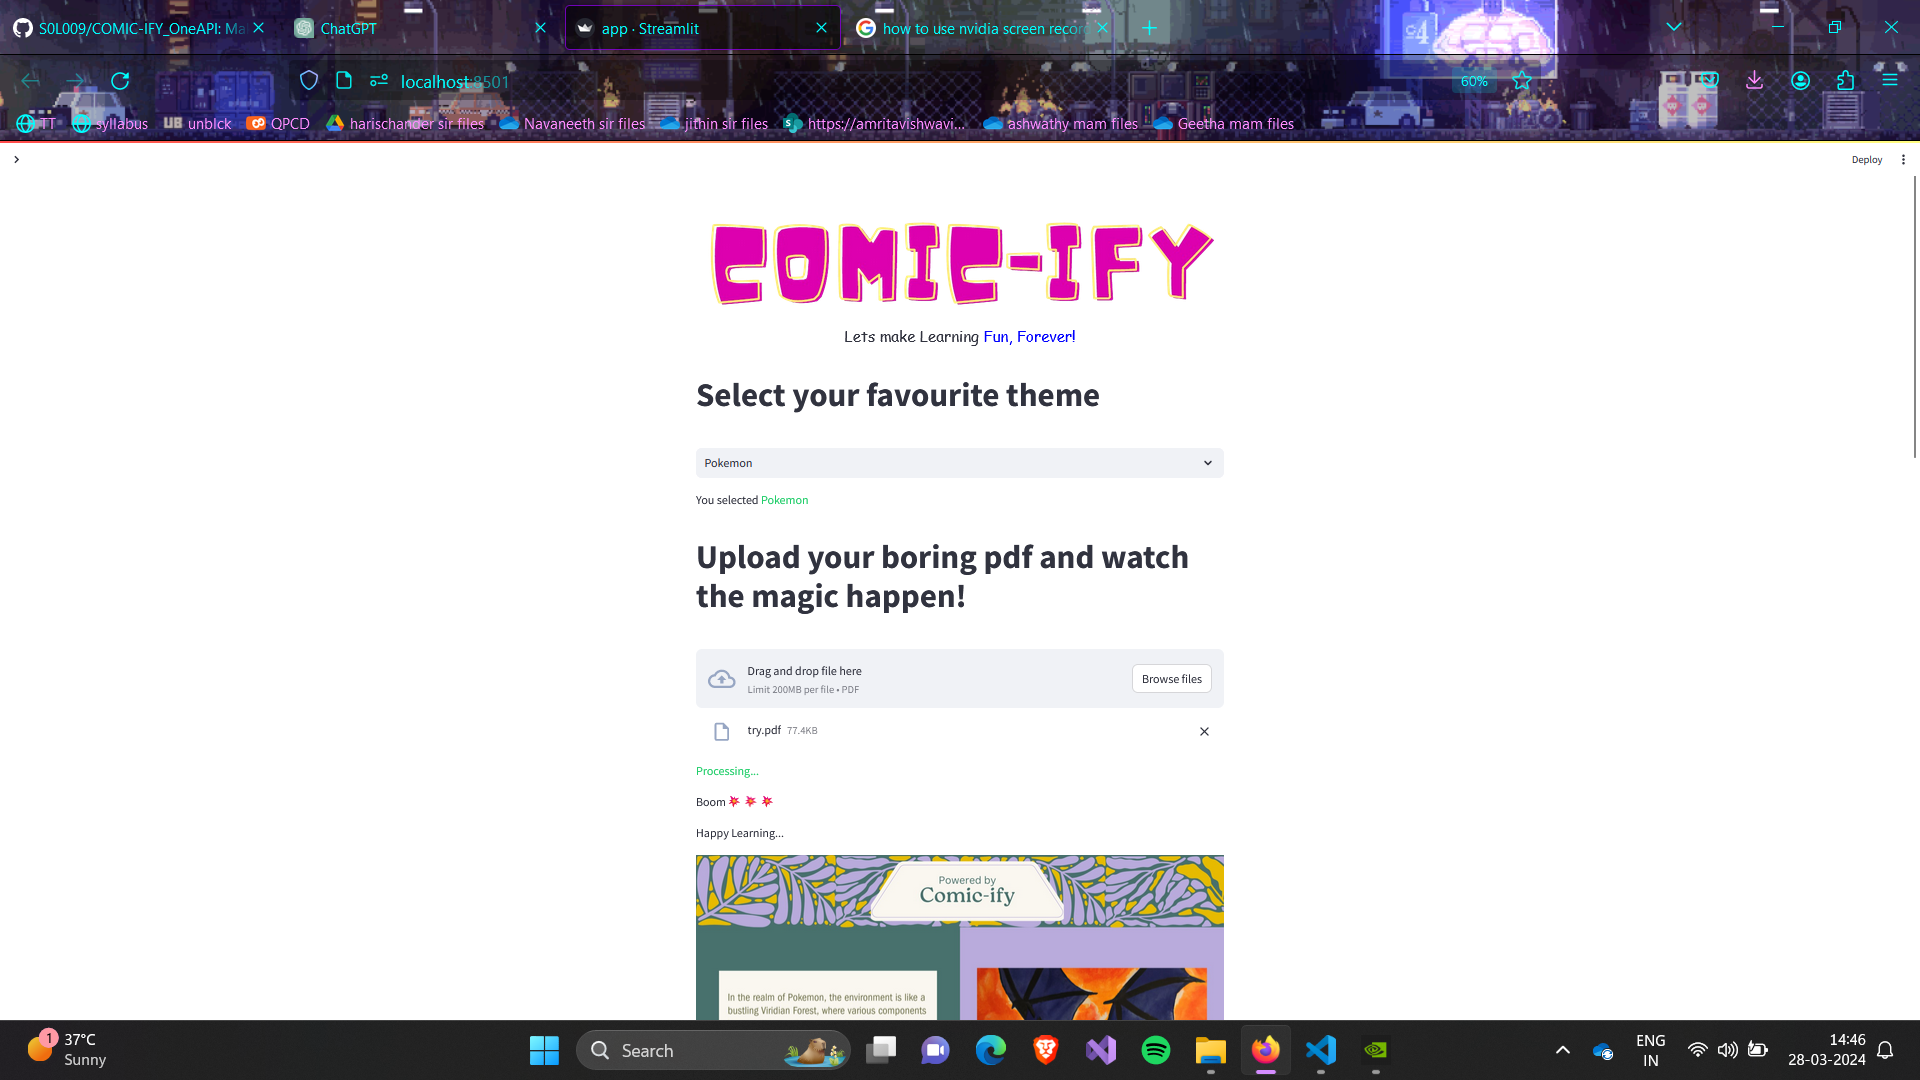 S0L009/COMIC-IFY_OneAPI: Ma
ChatGPT
app · Streamlit
how to use nvidia screen recor
localhost:8501
60%
TT
syllabus
UB unblck
QPCD
harischander sir files
Navaneeth sir files
jithin sir files
https://amritavishwavi...
ashwathy mam files
Geetha mam files
Deploy
COMIC-IFY
Lets make Learning Fun, Forever!
Select your favourite theme
Pokemon
You selected Pokemon
Upload your boring pdf and watch
the magic happen!
Drag and drop file here
Limit 200MB per file • PDF
Browse files
try.pdf 77.4KB
Processing...
Boom💥 💥 💥
Happy Learning...
Powered by
Comic-ify
In the realm of Pokemon, the environment is like a
bustling Viridian Forest, where various components
1
37°C
Sunny
Search
ENG
IN
14:46
28-03-2024